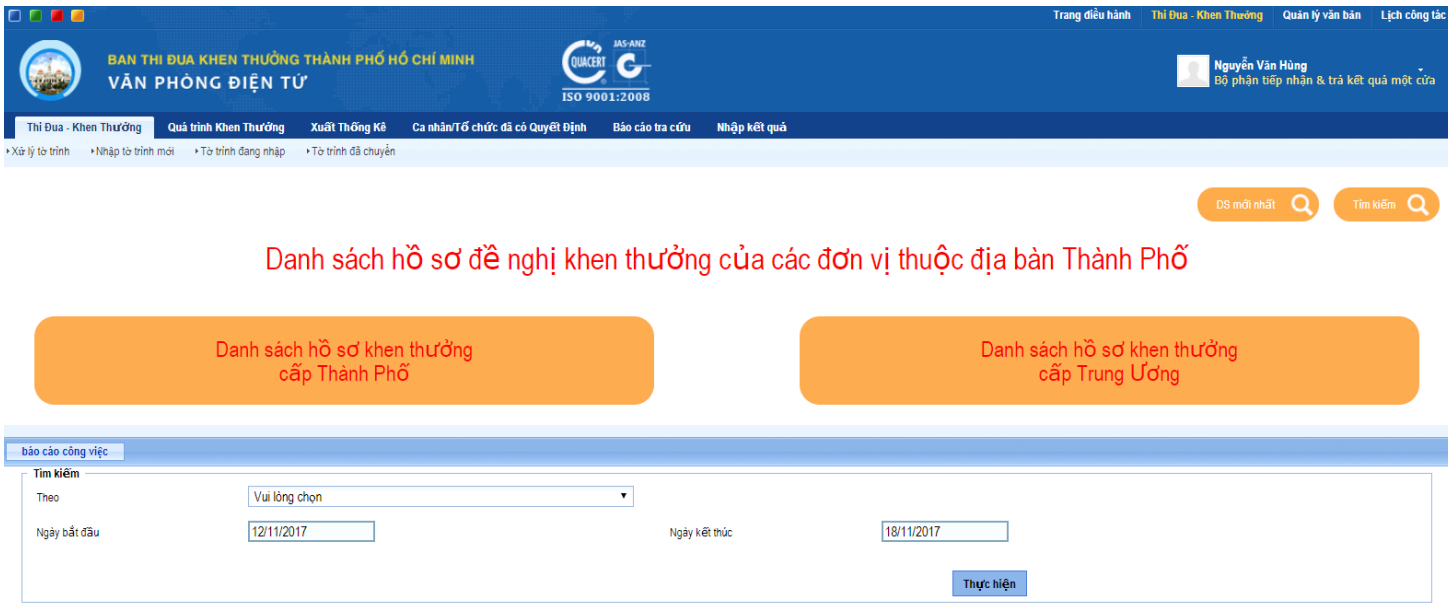 Trang điều hành Thi Đua - Khen Thưởng Quản lý văn bản Lịch công tác
BAN THI ĐUA KHEN THƯỞNG THÀNH PHỐ HỒ CHÍ MINH
VĂN PHÒNG ĐIỆN TỬ
QUACERT
JAS-ANZ
ISO 9001:2008
Nguyễn Văn Hùng
Bộ phận tiếp nhận & trả kết quả một cửa
Thi Đua - Khen Thưởng Quá trình Khen Thưởng Xuất Thống Kê Cá nhân/Tổ chức đã có Quyết Định Báo cáo tra cứu Nhập kết quả
Xử lý tờ trình Nhập tờ trình mới Tờ trình đang nhập Tờ trình đã chuyển
DS mới nhất Tìm kiếm
Danh sách hồ sơ đề nghị khen thưởng của các đơn vị thuộc địa bàn Thành Phố
Danh sách hồ sơ khen thưởng
cấp Thành Phố
Danh sách hồ sơ khen thưởng
cấp Trung Ương
báo cáo công việc
Tìm kiếm
Theo Vui lòng chọn
Ngày bắt đầu 12/11/2017 Ngày kết thúc 18/11/2017
Thực hiện